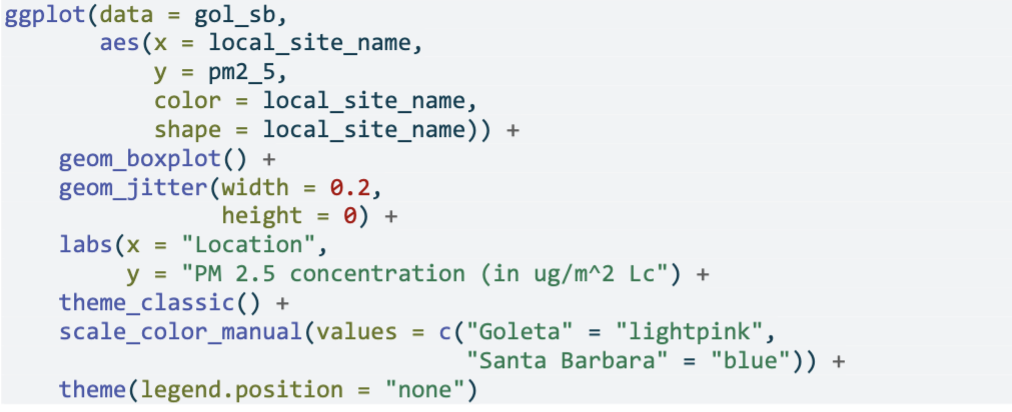 ggplot(data = gol_sb,
       aes(x = local_site_name,
           y = pm2_5,
           color = local_site_name,
           shape = local_site_name)) +
    geom_boxplot() +
    geom_jitter(width = 0.2,
                height = 0) +
    labs(x = "Location",
         y = "PM 2.5 concentration (in ug/m^2 Lc") +
    theme_classic() +
    scale_color_manual(values = c("Goleta" = "lightpink",
                                  "Santa Barbara" = "blue")) +
    theme(legend.position = "none")